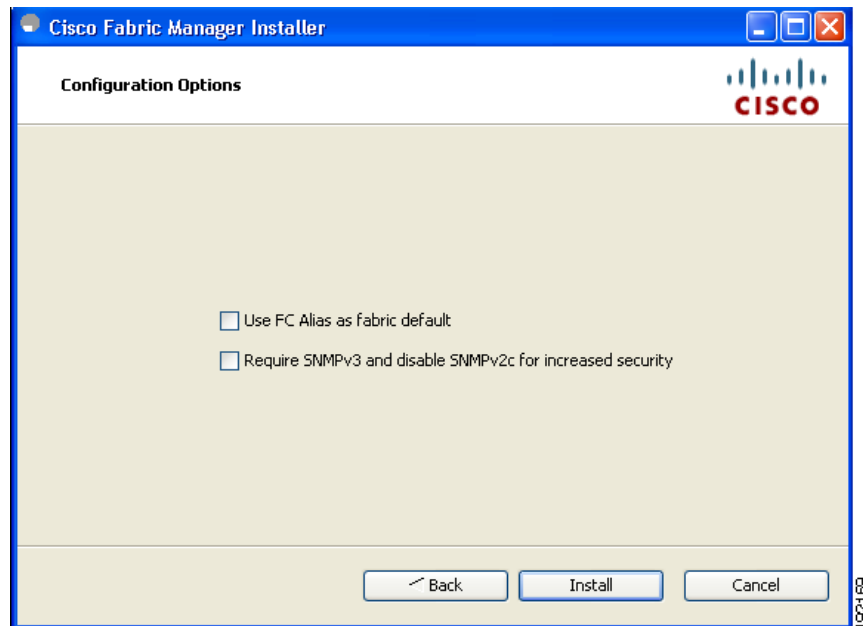 Cisco Fabric Manager Installer
Configuration Options
CISCO
Use FC Alias as fabric default
Require SNMPv3 and disable SNMPv2c for increased security
Back
Install
Cancel